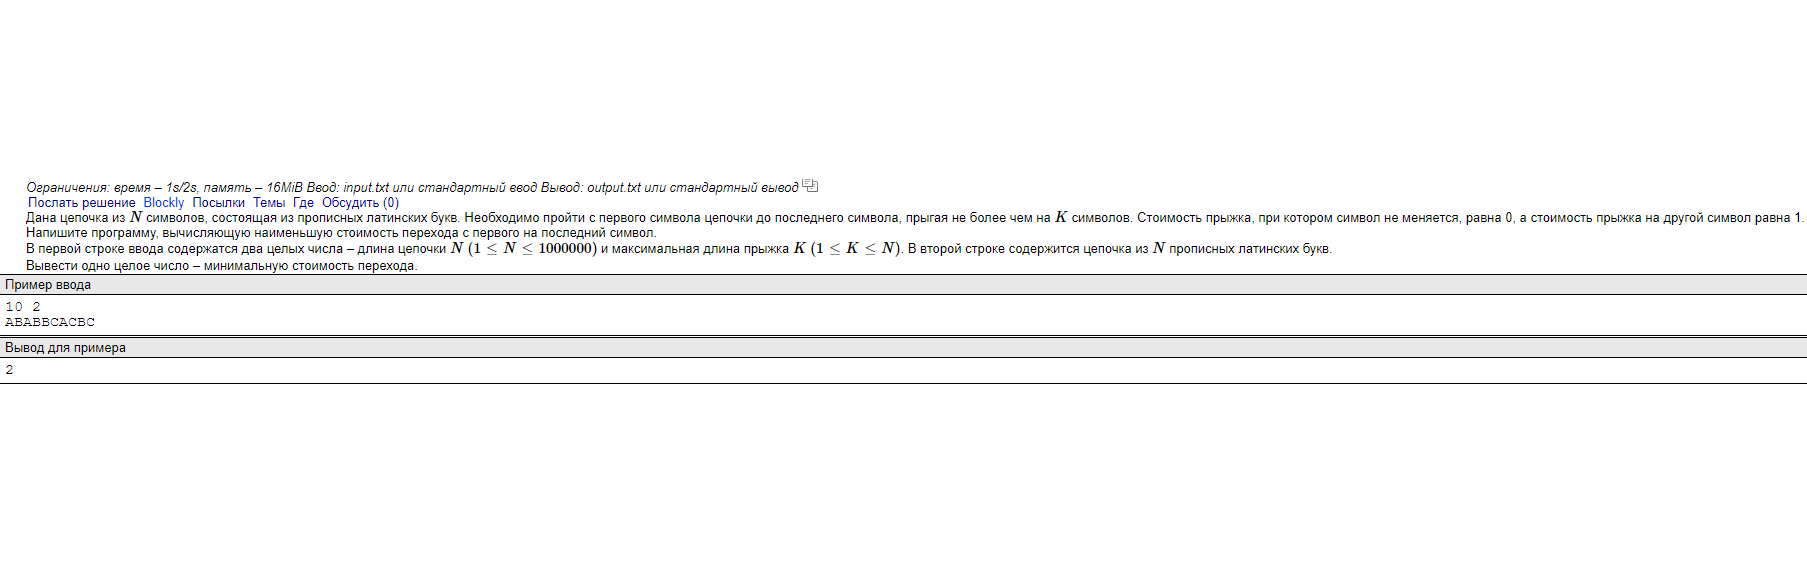 Ограничения: время – 1s/2s, память – 16MiB Ввод: input.txt или стандартный ввод Вывод: output.txt или стандартный вывод
Послать решение Blockly Посылки Темы Где Обсудить (0)
Дана цепочка из N символов, состоящая из прописных латинских букв. Необходимо пройти с первого символа цепочки до последнего символа, прыгая не более чем на K символов. Стоимость прыжка, при котором символ не меняется, равна 0, а стоимость прыжка на другой символ равна 1.
Напишите программу, вычисляющую наименьшую стоимость перехода с первого на последний символ.
В первой строке ввода содержатся два целых числа – длина цепочки N (1 ≤ N ≤ 1000000) и максимальная длина прыжка K (1 ≤ K ≤ N). В второй строке содержится цепочка из N прописных латинских букв.
Вывести одно целое число – минимальную стоимость перехода.
Пример ввода
10 2
ABABBCACBC
Вывод для примера
2